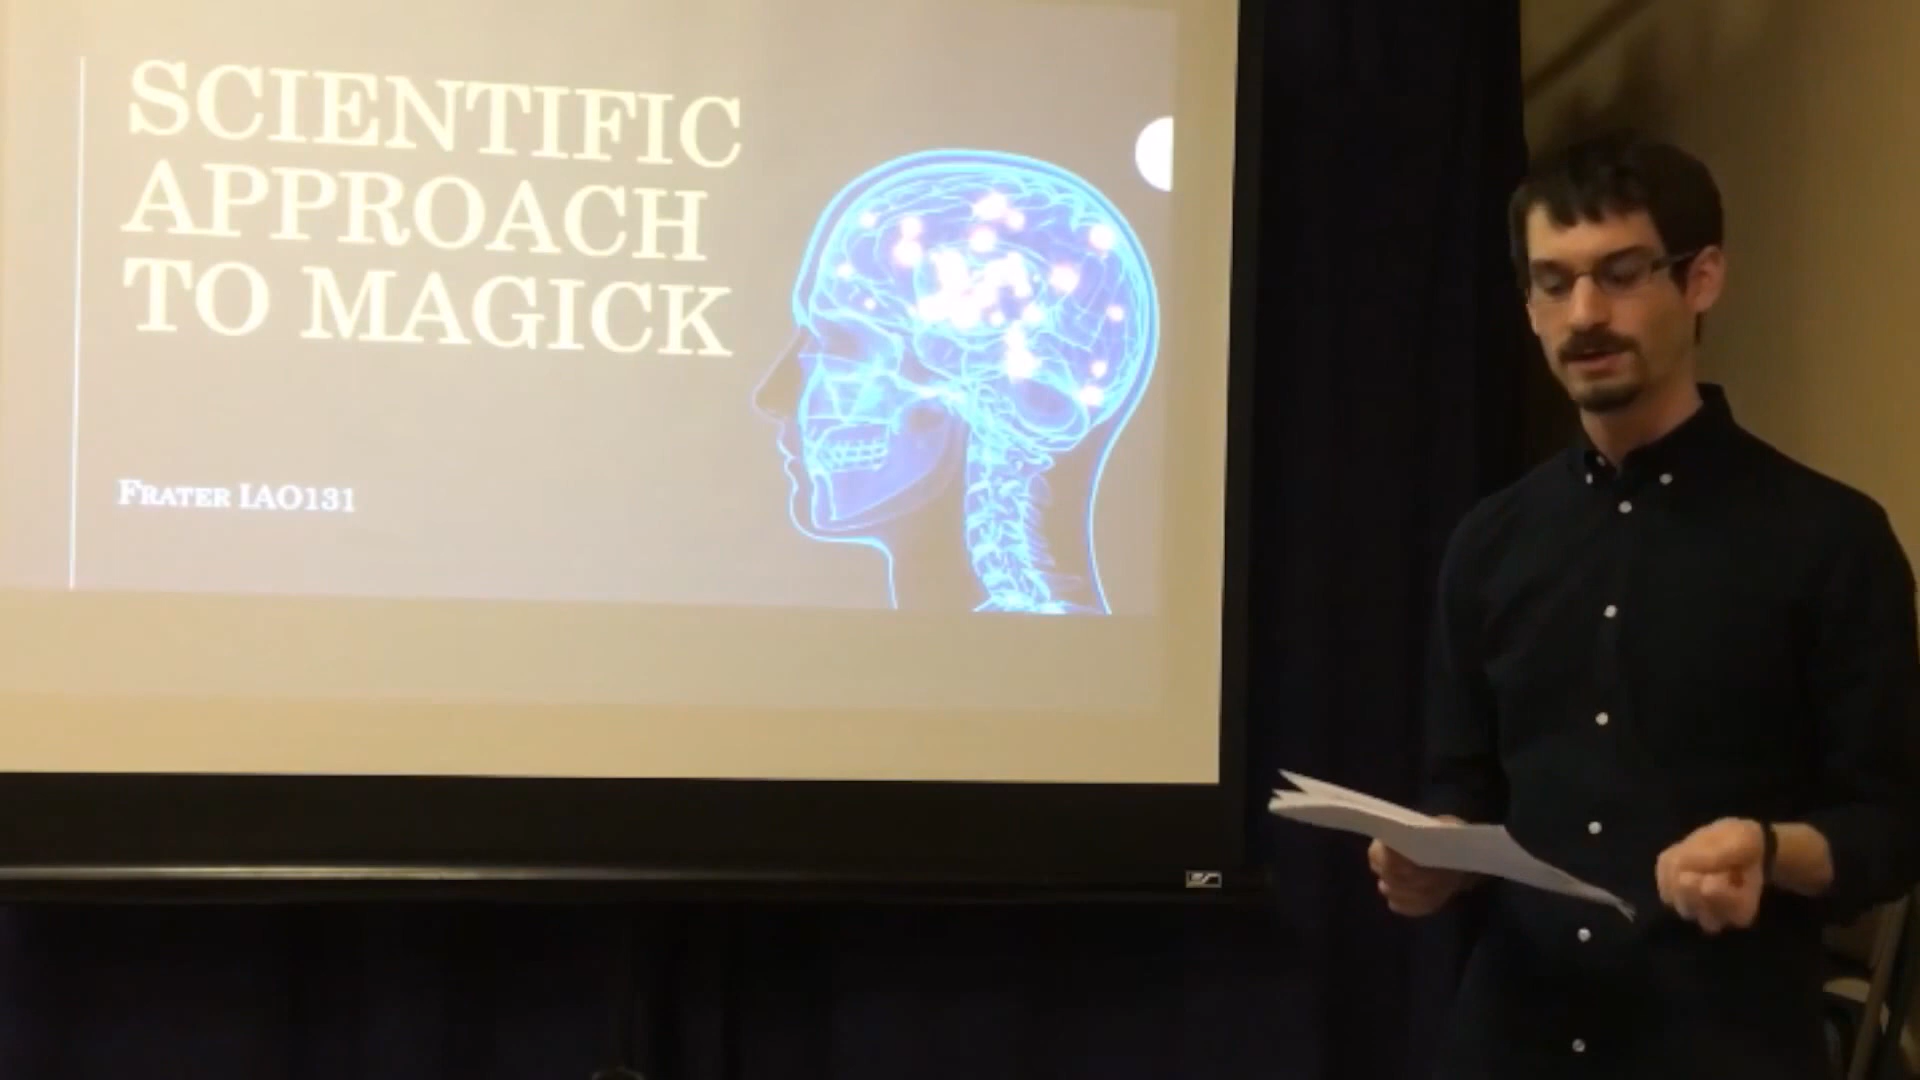 SCIENTIFIC
APPROACH
TO MAGICK
FRATER IAO131